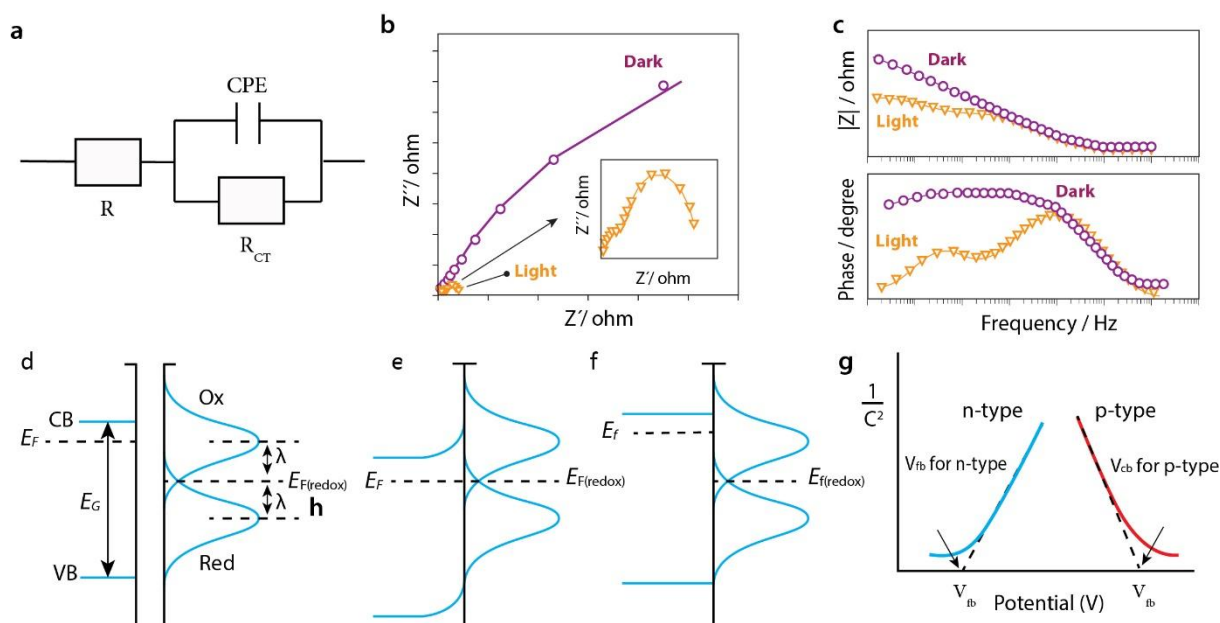 a
CPE
R
R CT
b
Dark
Z´´/ ohm
Light
Z´´/ ohm
Z´/ ohm
Z´/ ohm
c
Dark
|Z| / ohm
Light
Dark
Phase / degree
Light
Frequency / Hz
d
CB
E F
E G
VB
Ox
λ
E F(redox)
λ
h
Red
e
E F
E F(redox)
f
E f
E f(redox)
g
1
C²
n-type
p-type
V fb for n-type
V cb for p-type
V fb
V fb
Potential (V)